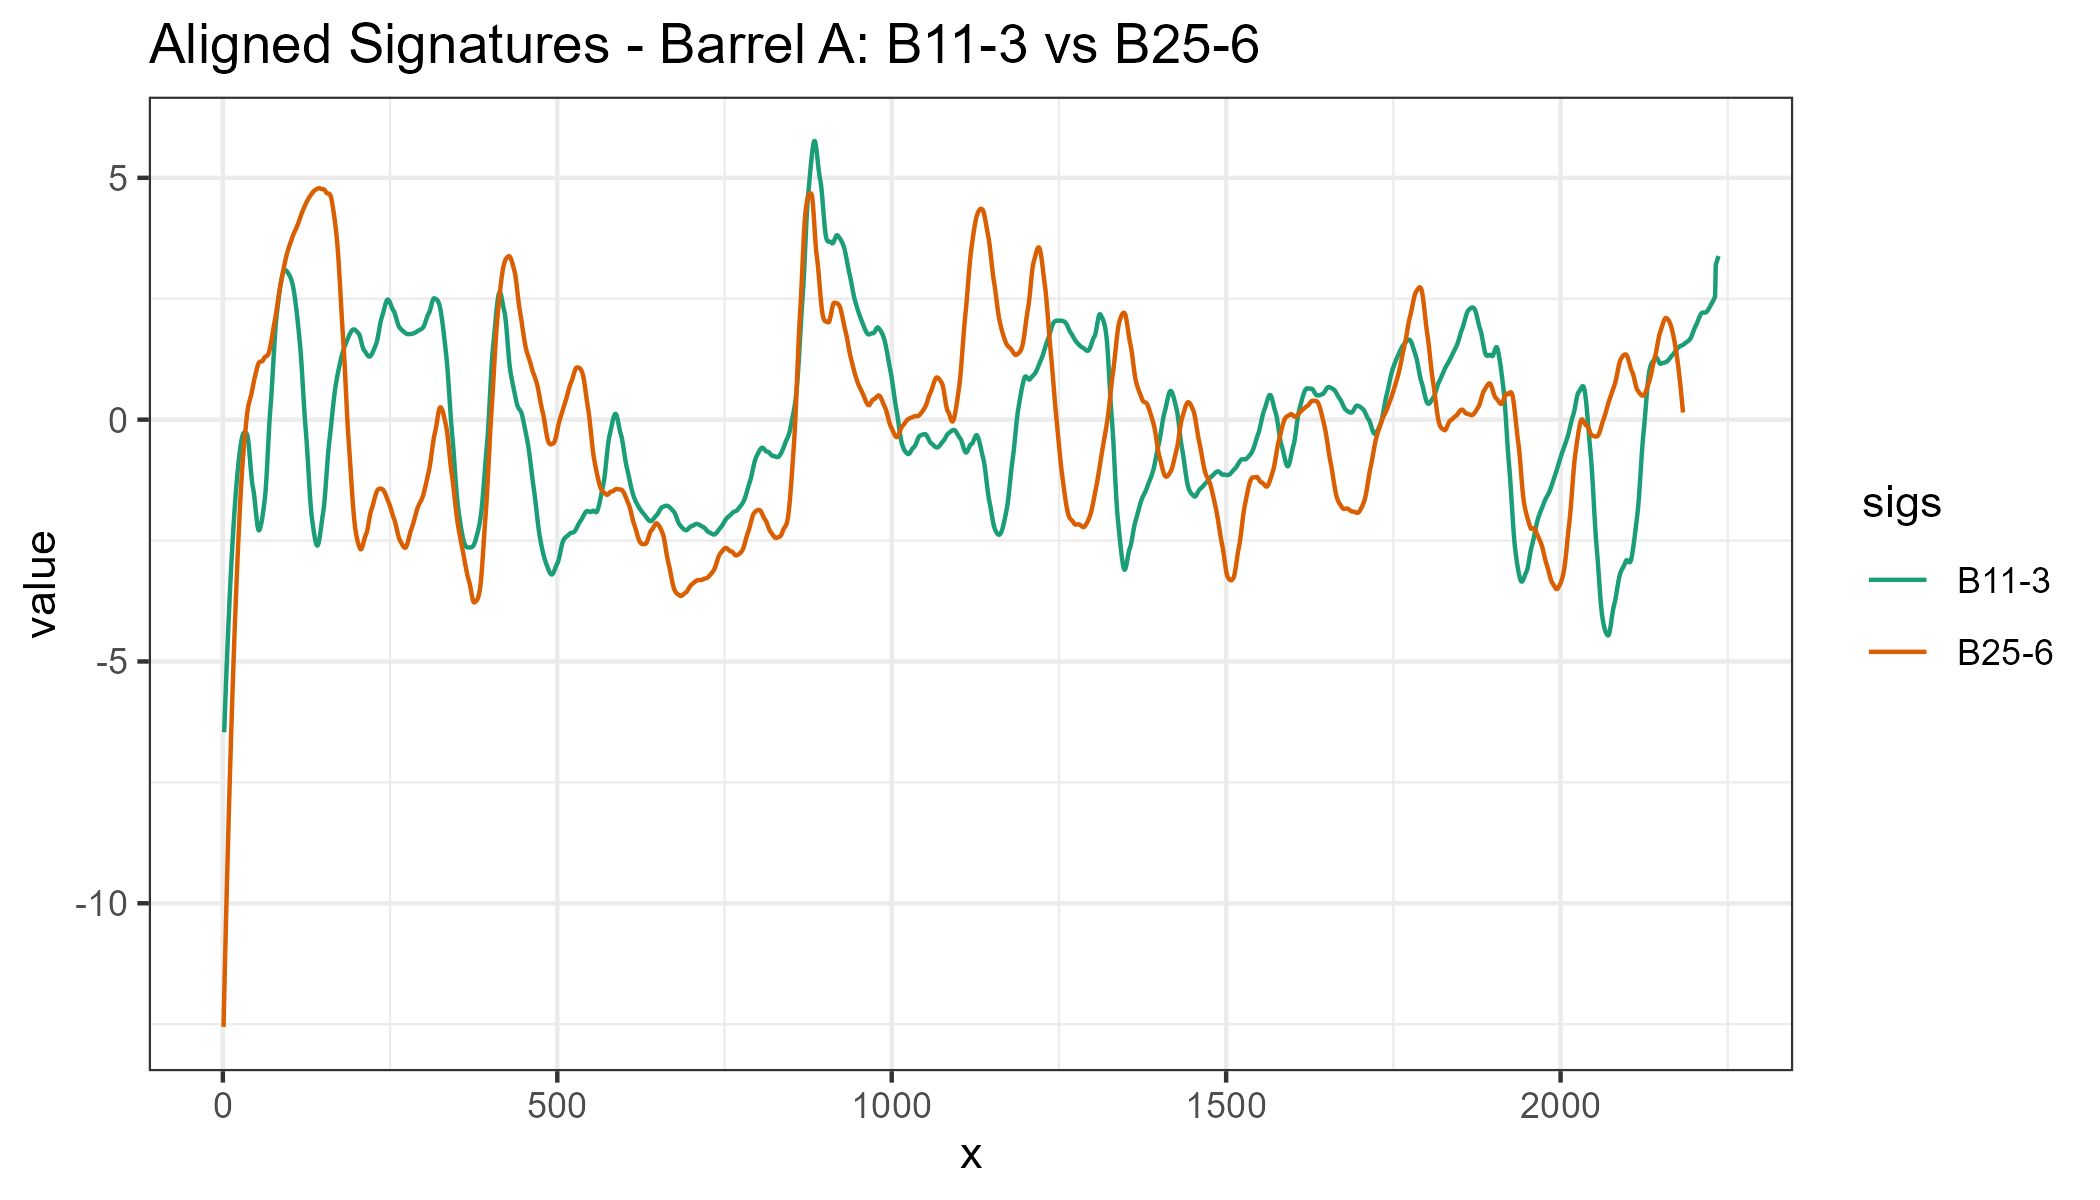 Aligned Signatures - Barrel A: B11-3 vs B25-6
value
5
0
-5
-10
0 500 1000 1500 2000
x
sigs
B11-3
B25-6